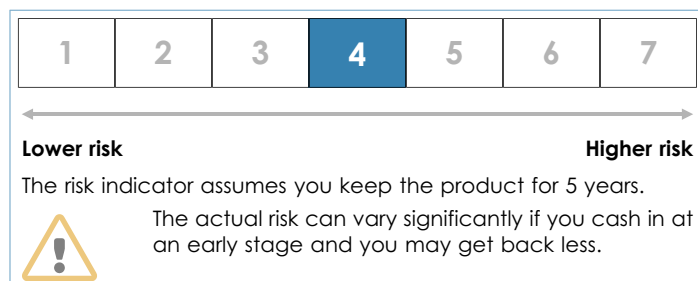 1 2 3 4 5 6 7
Lower risk Higher risk
The risk indicator assumes you keep the product for 5 years.
The actual risk can vary significantly if you cash in at
an early stage and you may get back less.